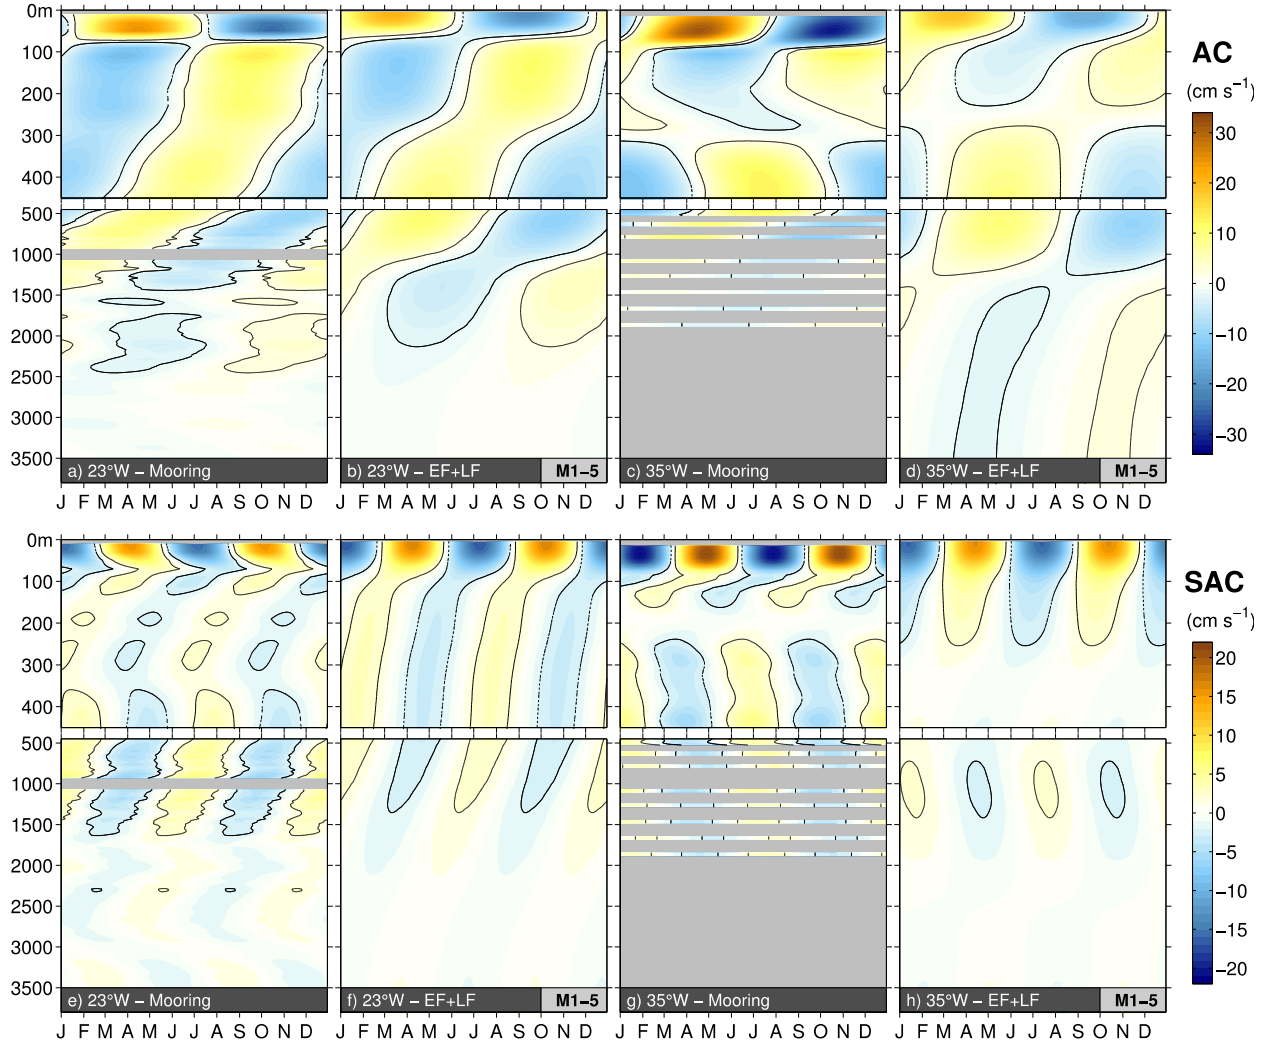 0m
100
200
300
400
500
1000
1500
2000
2500
3000
3500
a) 23°W – Mooring
b) 23°W – EF+LF M1–5
c) 35°W – Mooring
d) 35°W – EF+LF M1–5
J F M A M J J A S O N D
J F M A M J J A S O N D
J F M A M J J A S O N D
J F M A M J J A S O N D
AC
(cm s⁻¹)
30
20
10
0
−10
−20
−30
0m
100
200
300
400
500
1000
1500
2000
2500
3000
3500
e) 23°W – Mooring
f) 23°W – EF+LF M1–5
g) 35°W – Mooring
h) 35°W – EF+LF M1–5
J F M A M J J A S O N D
J F M A M J J A S O N D
J F M A M J J A S O N D
J F M A M J J A S O N D
SAC
(cm s⁻¹)
20
15
10
5
0
−5
−10
−15
−20